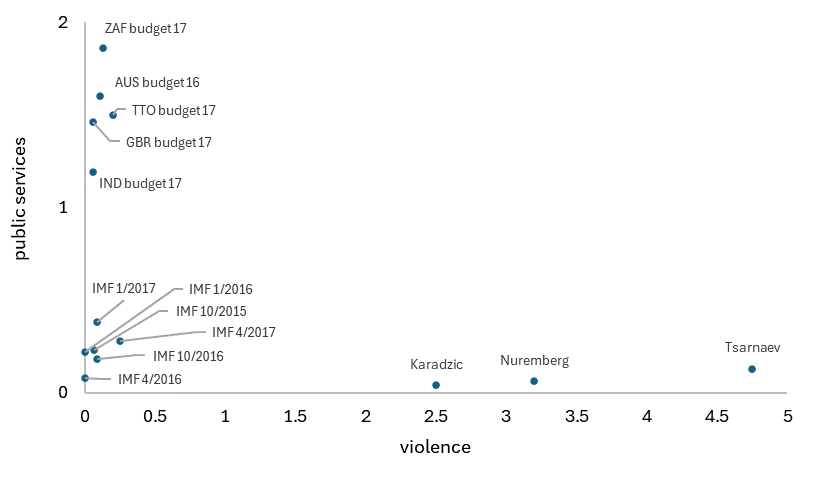 2
ZAF budget 17
AUS budget 16
TTO budget 17
GBR budget 17
IND budget 17
public services
1
IMF 1/2017
IMF 1/2016
IMF 10/2015
IMF 4/2017
IMF 10/2016
IMF 4/2016
Karadzic
Nuremberg
Tsarnaev
0
0 0.5 1 1.5 2 2.5 3 3.5 4 4.5 5
violence